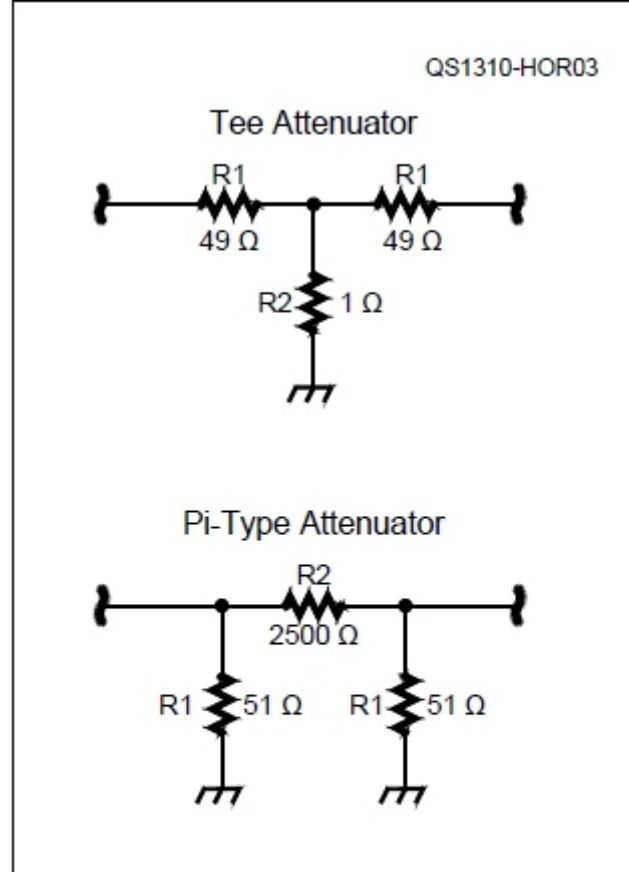 QS1310-HOR03
Tee Attenuator
R1 R1
49 Ω 49 Ω
R2 1 Ω
Pi-Type Attenuator
R2
2500 Ω
R1 51 Ω R1 51 Ω